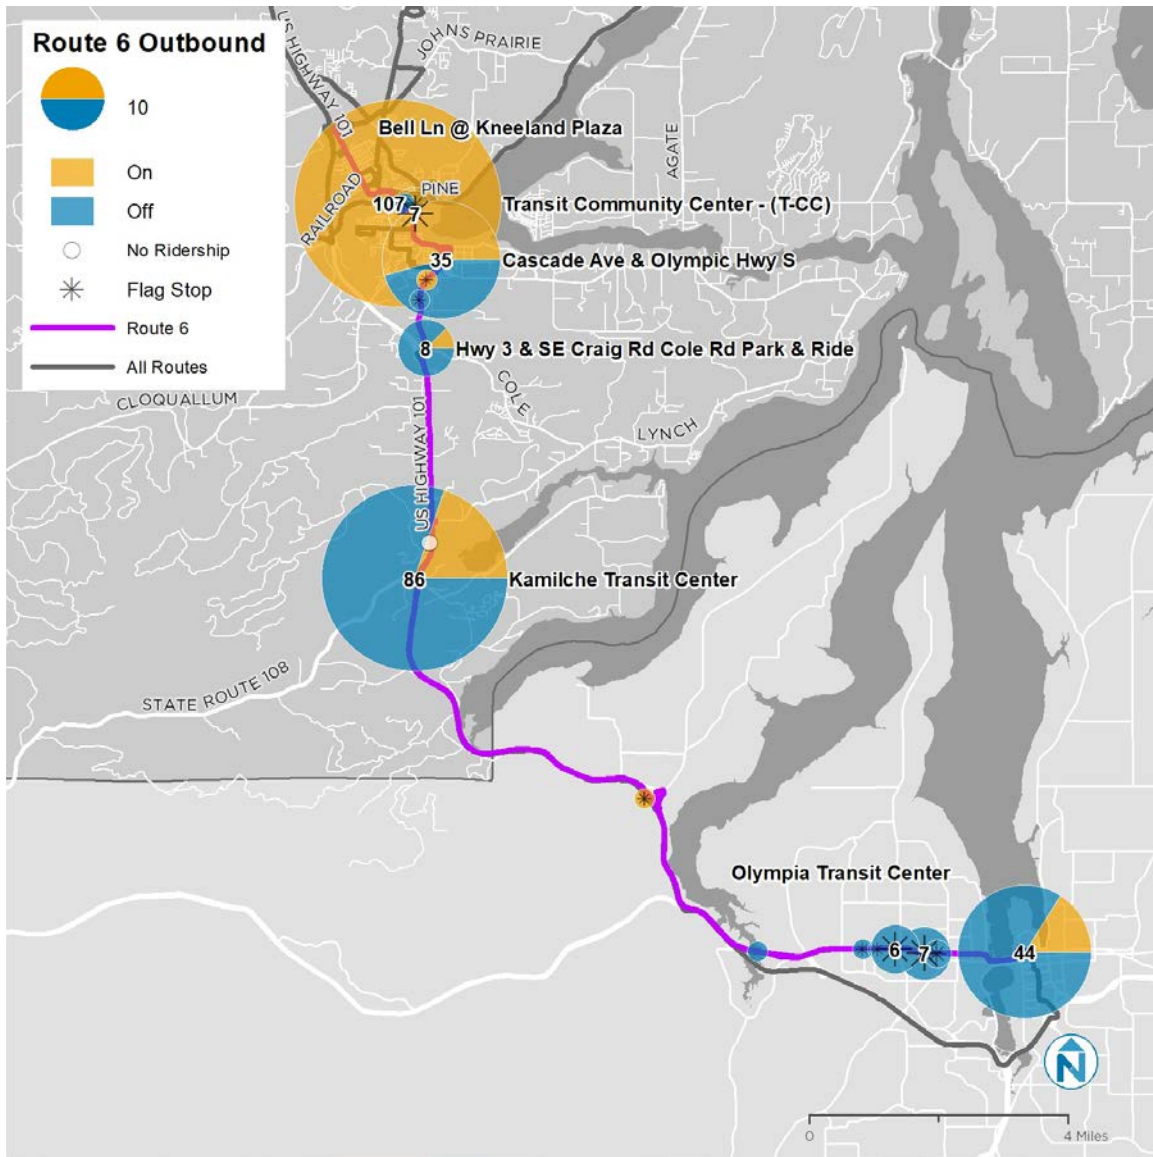 Route 6 Outbound
10
On
Off
No Ridership
Flag Stop
Route 6
All Routes
US HIGHWAY 101
JOHNS PRAIRIE
Bell Ln @ Kneeland Plaza
AGATE
RAILROAD
PINE
107
7
Transit Community Center - (T-CC)
35
Cascade Ave & Olympic Hwy S
8
Hwy 3 & SE Craig Rd Cole Rd Park & Ride
COLE
CLOQUALLUM
LYNCH
US HIGHWAY 101
86
Kamilche Transit Center
STATE ROUTE 108
Olympia Transit Center
6
7
44
N
0
4 Miles